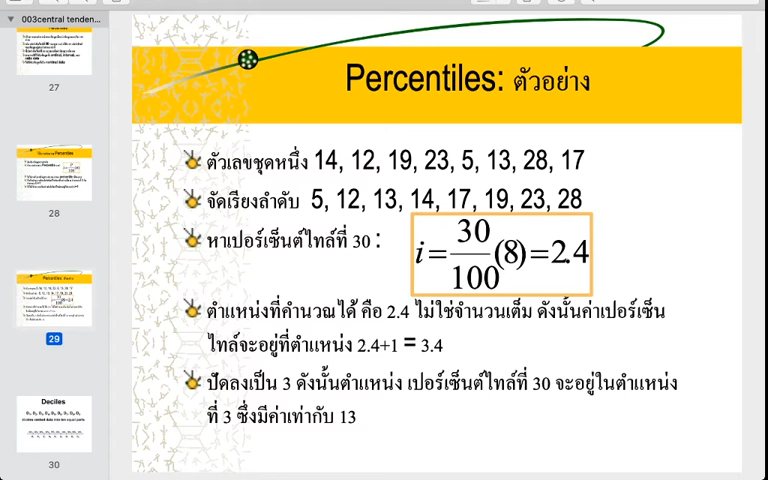 003central tenden...
27
28
29
Deciles
30
Percentiles: ตัวอย่าง
ตัวเลขชุดหนึ่ง 14, 12, 19, 23, 5, 13, 28, 17
จัดเรียงลำดับ 5, 12, 13, 14, 17, 19, 23, 28
หาเปอร์เซ็นต์ไทล์ที่ 30 :
i = 30/100 (8) = 2.4
ตำแหน่งที่คำนวณได้ คือ 2.4 ไม่ใช่จำนวนเต็ม ดังนั้นค่าเปอร์เซ็น
ไทล์จะอยู่ที่ตำแหน่ง 2.4+1 = 3.4
ปัดลงเป็น 3 ดังนั้นตำแหน่ง เปอร์เซ็นต์ไทล์ที่ 30 จะอยู่ในตำแหน่ง
ที่ 3 ซึ่งมีค่าเท่ากับ 13